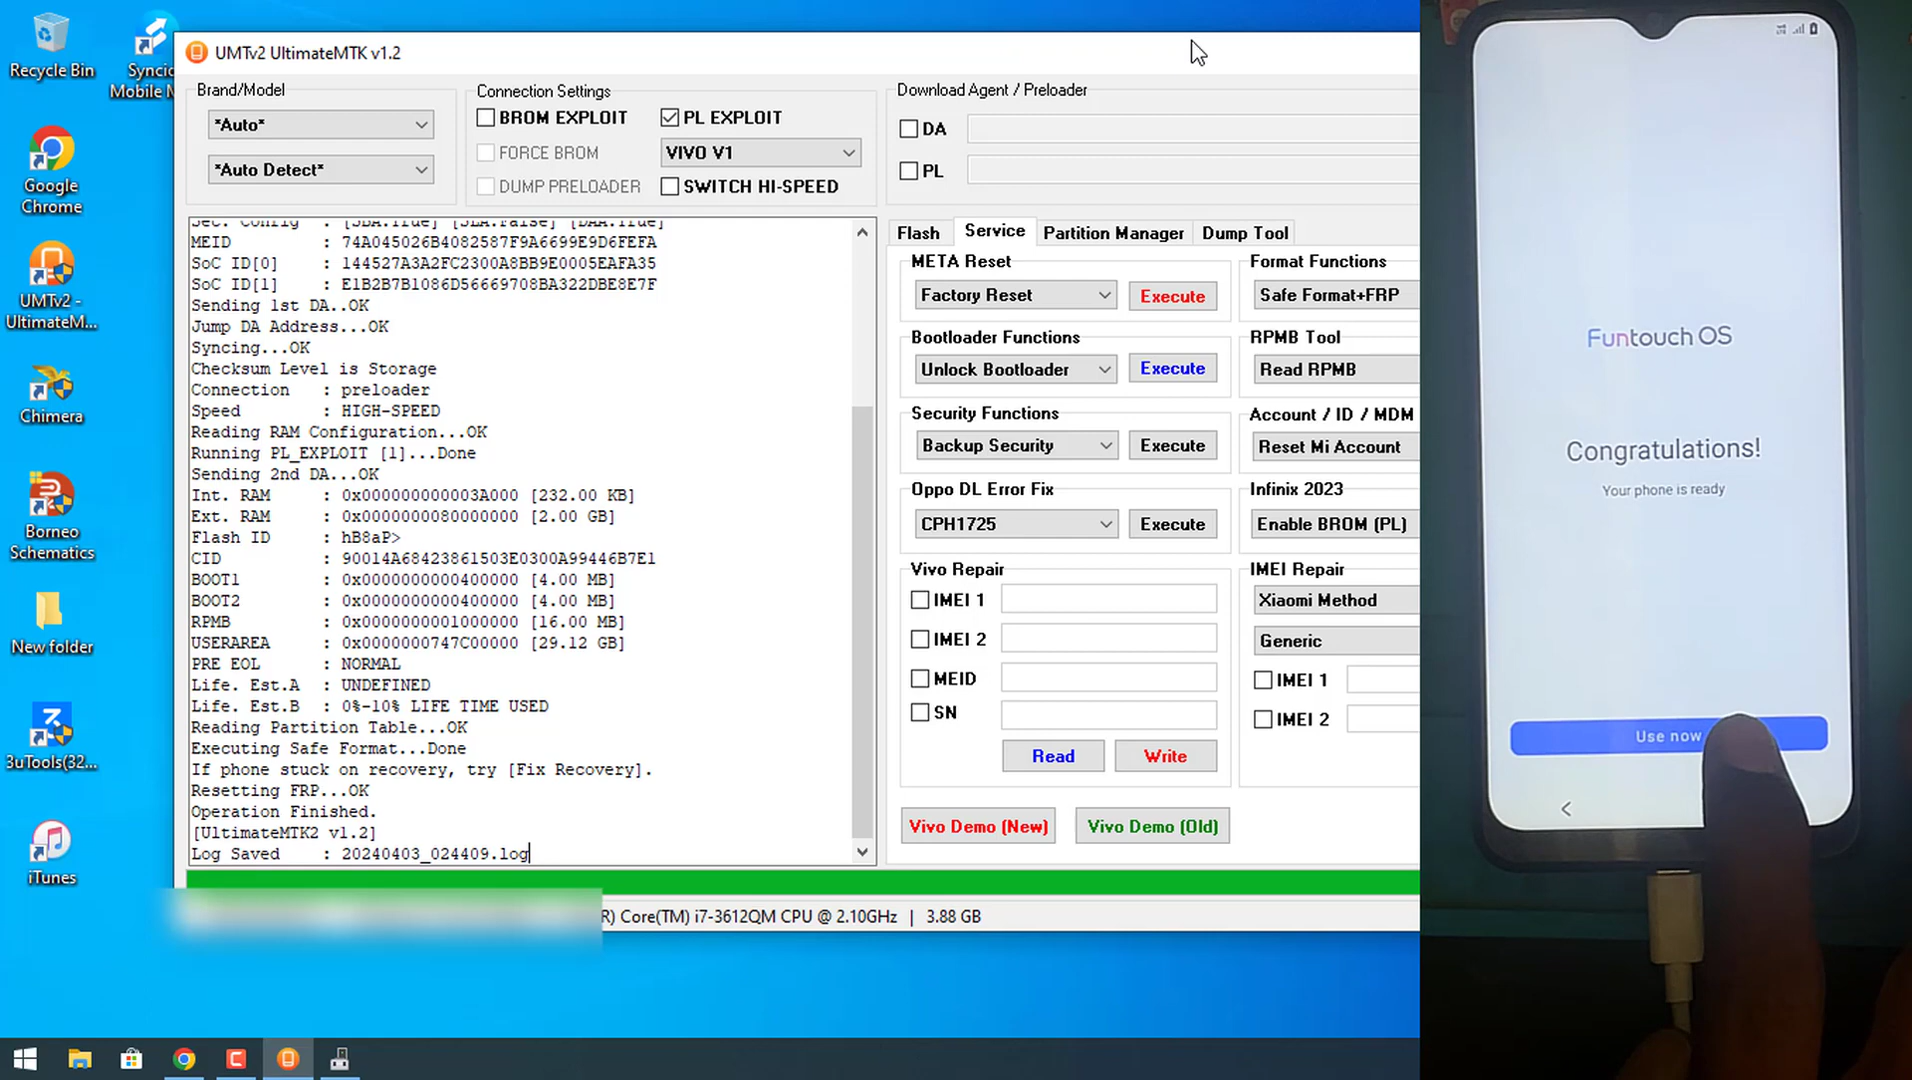 Recycle Bin
Syncio
Mobile M
Google
Chrome
UMTv2 -
UltimateM...
Chimera
Borneo
Schematics
New folder
3uTools(32...
iTunes
UMTv2 UltimateMTK v1.2
Brand/Model
*Auto*
*Auto Detect*
Connection Settings
BROM EXPLOIT
PL EXPLOIT
FORCE BROM
VIVO V1
DUMP PRELOADER
SWITCH HI-SPEED
Download Agent / Preloader
DA
PL
Sec. Config : [SBA:True] [SLA:False] [DAA:True]
MEID : 74A045026B4082587F9A6699E9D6FEFA
SoC ID[0] : 144527A3A2FC2300A8BB9E0005EAFA35
SoC ID[1] : E1B2B7B1086D56669708BA322DBE8E7F
Sending 1st DA..OK
Jump DA Address...OK
Syncing...OK
Checksum Level is Storage
Connection : preloader
Speed : HIGH-SPEED
Reading RAM Configuration...OK
Running PL_EXPLOIT [1]...Done
Sending 2nd DA...OK
Int. RAM : 0x000000000003A000 [232.00 KB]
Ext. RAM : 0x0000000080000000 [2.00 GB]
Flash ID : hB8aP>
CID : 90014A68423861503E0300A99446B7E1
BOOT1 : 0x0000000000400000 [4.00 MB]
BOOT2 : 0x0000000000400000 [4.00 MB]
RPMB : 0x0000000001000000 [16.00 MB]
USERAREA : 0x0000000747C00000 [29.12 GB]
PRE EOL : NORMAL
Life. Est.A : UNDEFINED
Life. Est.B : 0%-10% LIFE TIME USED
Reading Partition Table...OK
Executing Safe Format...Done
If phone stuck on recovery, try [Fix Recovery].
Resetting FRP...OK
Operation Finished.
[UltimateMTK2 v1.2]
Log Saved : 20240403_024409.log
Flash
Service
Partition Manager
Dump Tool
META Reset
Factory Reset
Execute
Format Functions
Safe Format+FRP
Bootloader Functions
Unlock Bootloader
Execute
RPMB Tool
Read RPMB
Security Functions
Backup Security
Execute
Account / ID / MDM
Reset Mi Account
Oppo DL Error Fix
CPH1725
Execute
Infinix 2023
Enable BROM (PL)
Vivo Repair
IMEI 1
IMEI 2
MEID
SN
Read
Write
IMEI Repair
Xiaomi Method
Generic
IMEI 1
IMEI 2
Vivo Demo (New)
Vivo Demo (Old)
R) Core(TM) i7-3612QM CPU @ 2.10GHz | 3.88 GB
Funtouch OS
Congratulations!
Your phone is ready
Use now